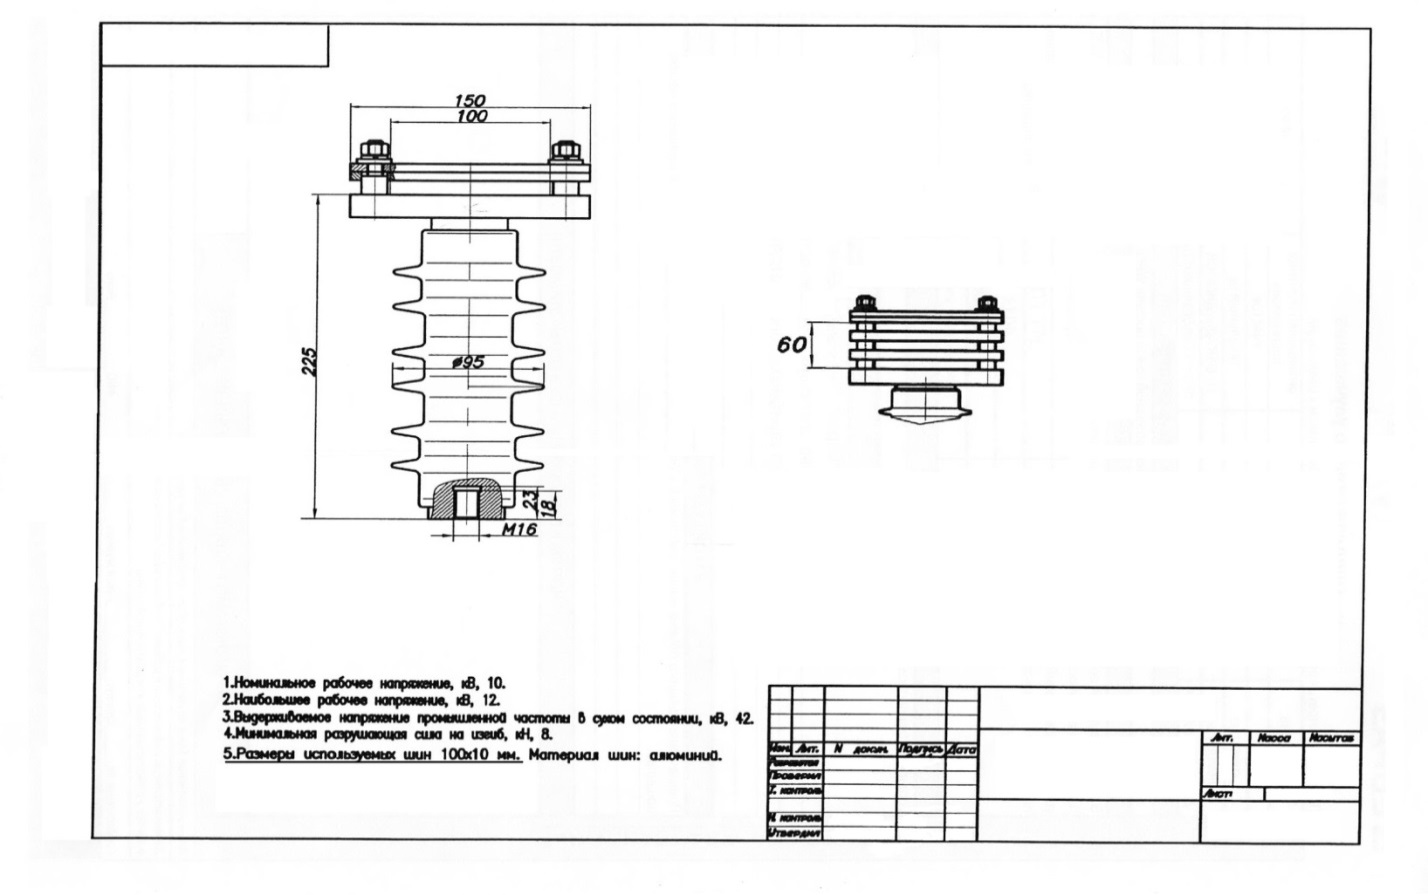 150
100
225
⌀95
23
18
М16
60
1.Номинальное рабочее напряжение, кВ, 10.
2.Наибольшее рабочее напряжение, кВ, 12.
3.Выдерживаемое напряжение промышленной частоты в сухом состоянии, кВ, 42.
4.Минимальная разрушающая сила на изгиб, кН, 8.
5.Размеры используемых шин 100х10 мм. Материал шин: алюминий.
Изм. Лит. N докум. Подпись Дата
Разработал
Проверил
Т. контроль
Н. контроль
Утвердил
Лит. Масса Масштаб
Лист